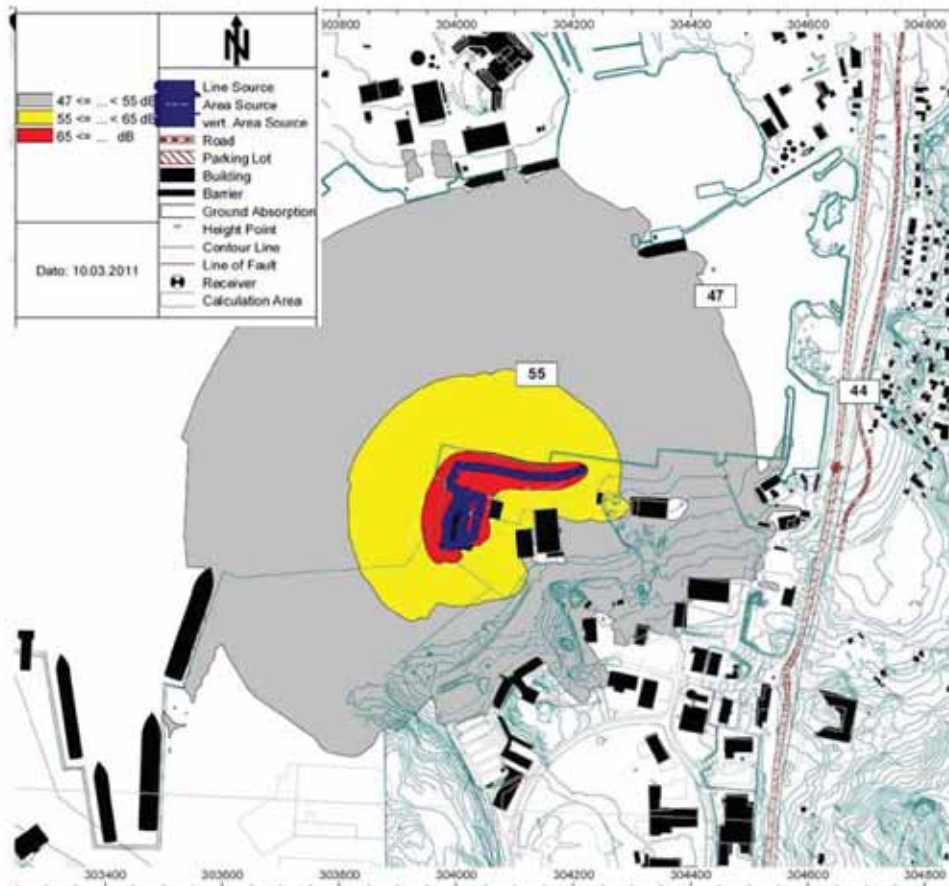 303800 304000 304200 304400 304600 304800
N
47 <= ... < 55 dB
55 <= ... < 65 dB
65 <= ... dB
Line Source
Area Source
vert. Area Source
Road
Parking Lot
Building
Barrier
Ground Absorption
Height Point
Contour Line
Line of Fault
Receiver
Calculation Area
Dato: 10.03.2011
47
55
44
303400 303600 303800 304000 304200 304400 304600 304800